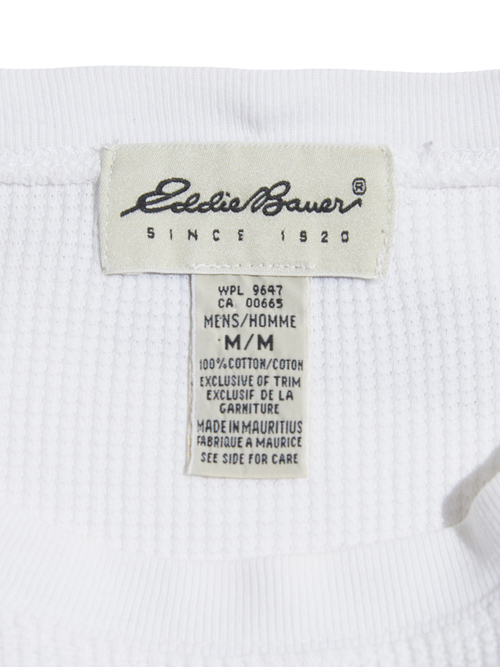 Eddie Bauer®
SINCE 1920
WPL 9647
CA 00665
MENS/HOMME
M/M
100% COTTON/COTON
EXCLUSIVE OF TRIM
EXCLUSIF DE LA
GARNITURE
MADE IN MAURITIUS
FABRIQUE A MAURICE
SEE SIDE FOR CARE